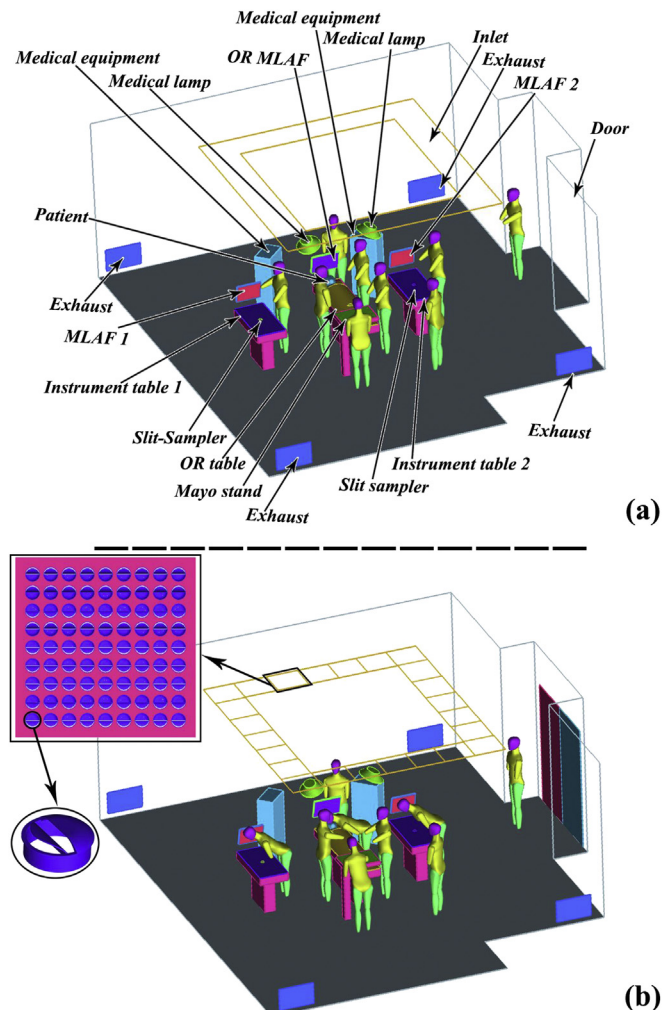 Medical equipment
Medical equipment
Medical lamp
OR MLAF
Inlet
Medical lamp
Exhaust
MLAF 2
Door
Patient
Exhaust
MLAF 1
Instrument table 1
Slit-Sampler
OR table
Mayo stand
Exhaust
Instrument table 2
Slit sampler
Exhaust
(a)
(b)